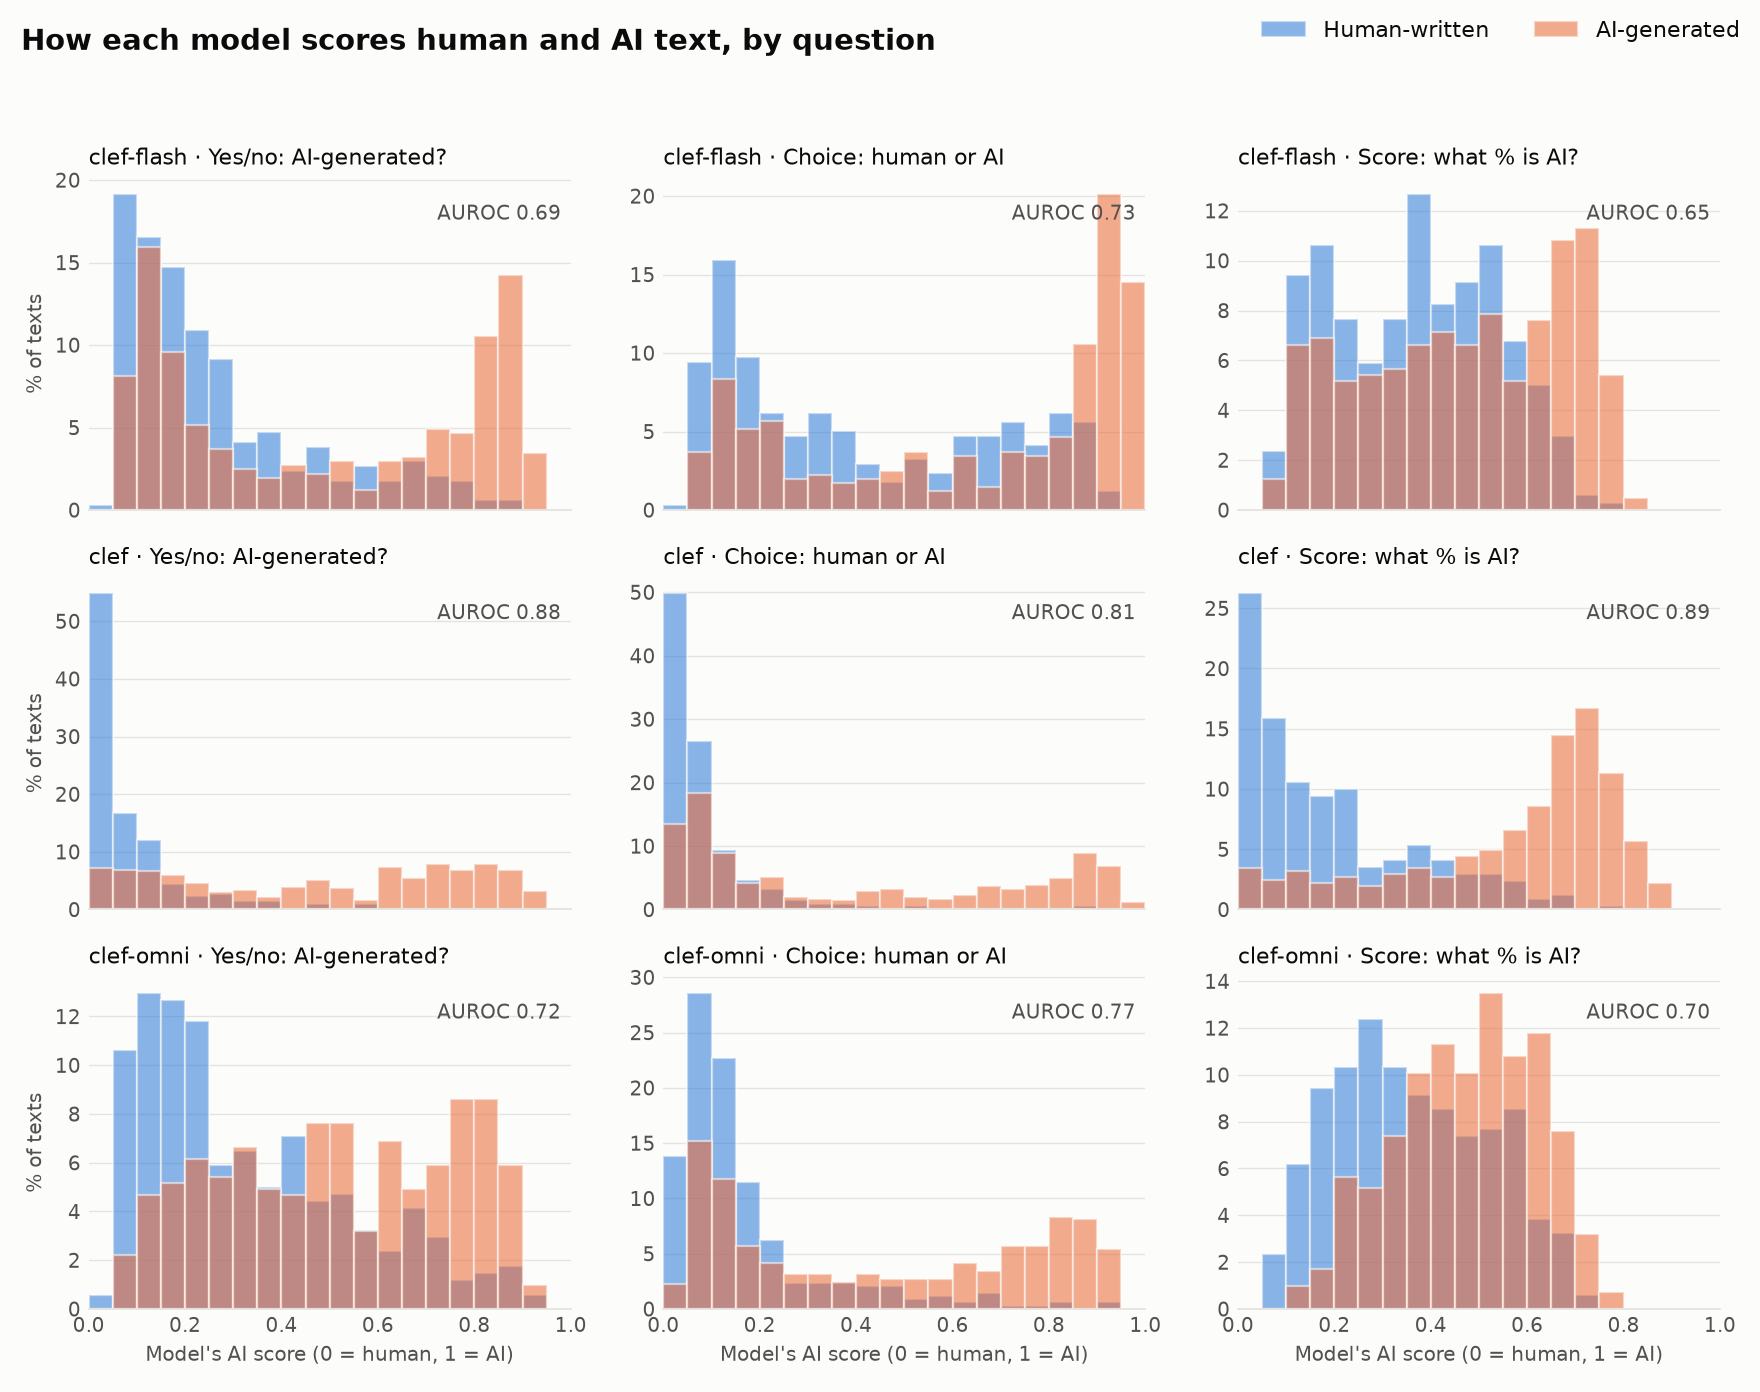 How each model scores human and AI text, by question
Human-written
AI-generated
clef-flash · Yes/no: AI-generated?
clef-flash · Choice: human or AI
clef-flash · Score: what % is AI?
20
15
10
5
0
% of texts
AUROC 0.69
20
15
10
5
0
AUROC 0.73
12
10
8
6
4
2
0
AUROC 0.65
clef · Yes/no: AI-generated?
clef · Choice: human or AI
clef · Score: what % is AI?
50
40
30
20
10
0
% of texts
AUROC 0.88
50
40
30
20
10
0
AUROC 0.81
25
20
15
10
5
0
AUROC 0.89
clef-omni · Yes/no: AI-generated?
clef-omni · Choice: human or AI
clef-omni · Score: what % is AI?
12
10
8
6
4
2
0
% of texts
AUROC 0.72
0.0 0.2 0.4 0.6 0.8 1.0
Model's AI score (0 = human, 1 = AI)
30
25
20
15
10
5
0
AUROC 0.77
0.0 0.2 0.4 0.6 0.8 1.0
Model's AI score (0 = human, 1 = AI)
14
12
10
8
6
4
2
0
AUROC 0.70
0.0 0.2 0.4 0.6 0.8 1.0
Model's AI score (0 = human, 1 = AI)